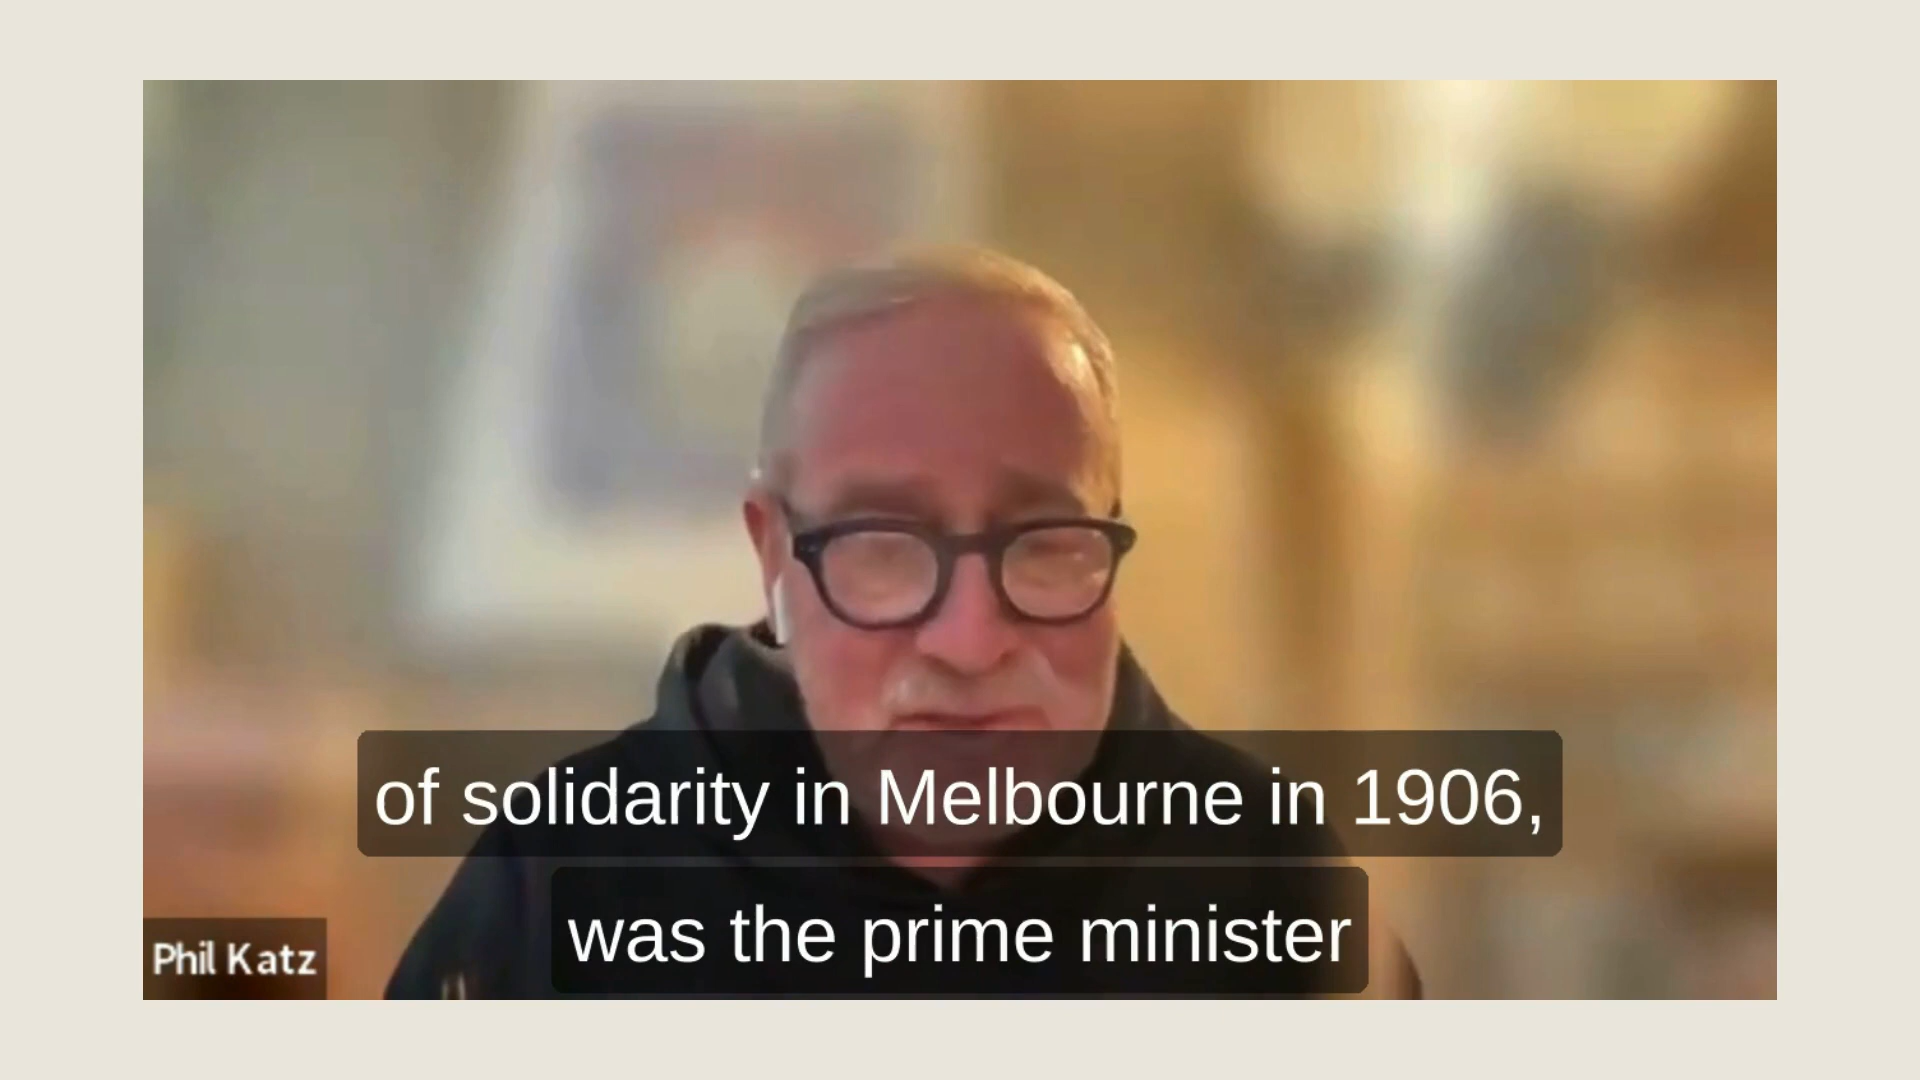 of solidarity in Melbourne in 1906,
was the prime minister
Phil Katz